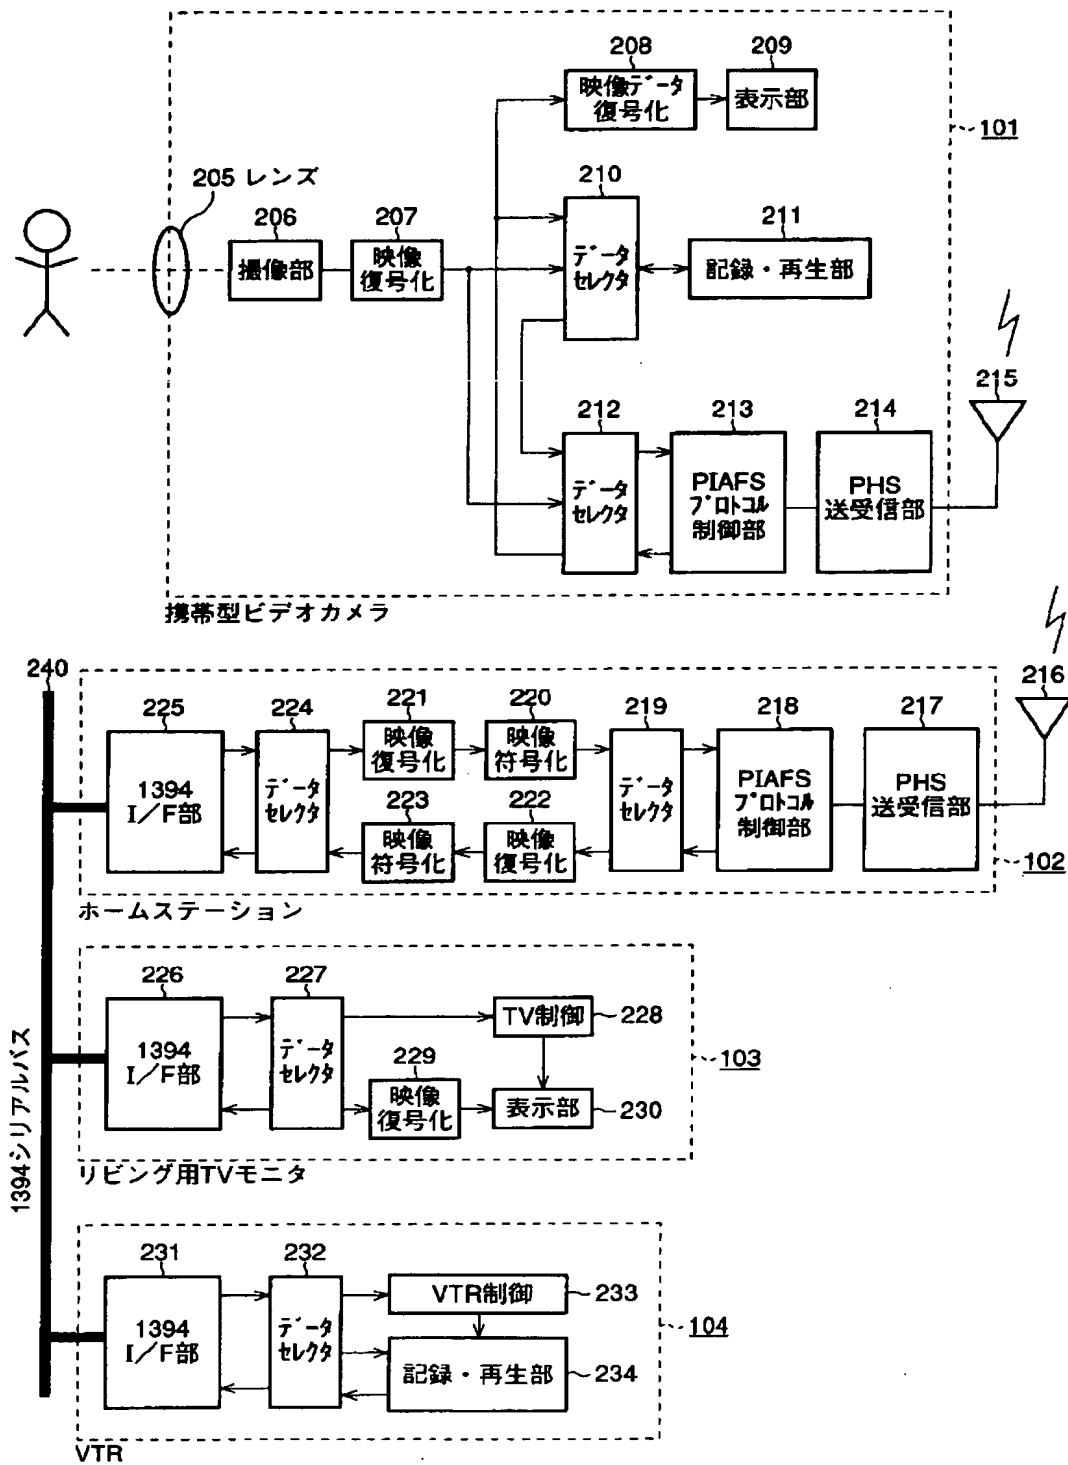 208
209
映像データ
復号化
表示部
101
205 レンズ
210
206
207
211
撮像部
映像
復号化
データ
セレクタ
記録・再生部
215
212
213
214
データ
セレクタ
PIAFS
プロトコル
制御部
PHS
送受信部
携帯型ビデオカメラ
240
216
225
224
221
220
219
218
217
1394
I/F部
データ
セレクタ
映像
復号化
映像
符号化
データ
セレクタ
PIAFS
プロトコル
制御部
PHS
送受信部
223
222
映像
符号化
映像
復号化
102
ホームステーション
226
227
1394
I/F部
データ
セレクタ
TV制御
228
229
映像
復号化
表示部
230
103
リビング用TVモニタ
1394シリアルバス
231
232
1394
I/F部
データ
セレクタ
VTR制御
233
記録・再生部
234
104
VTR